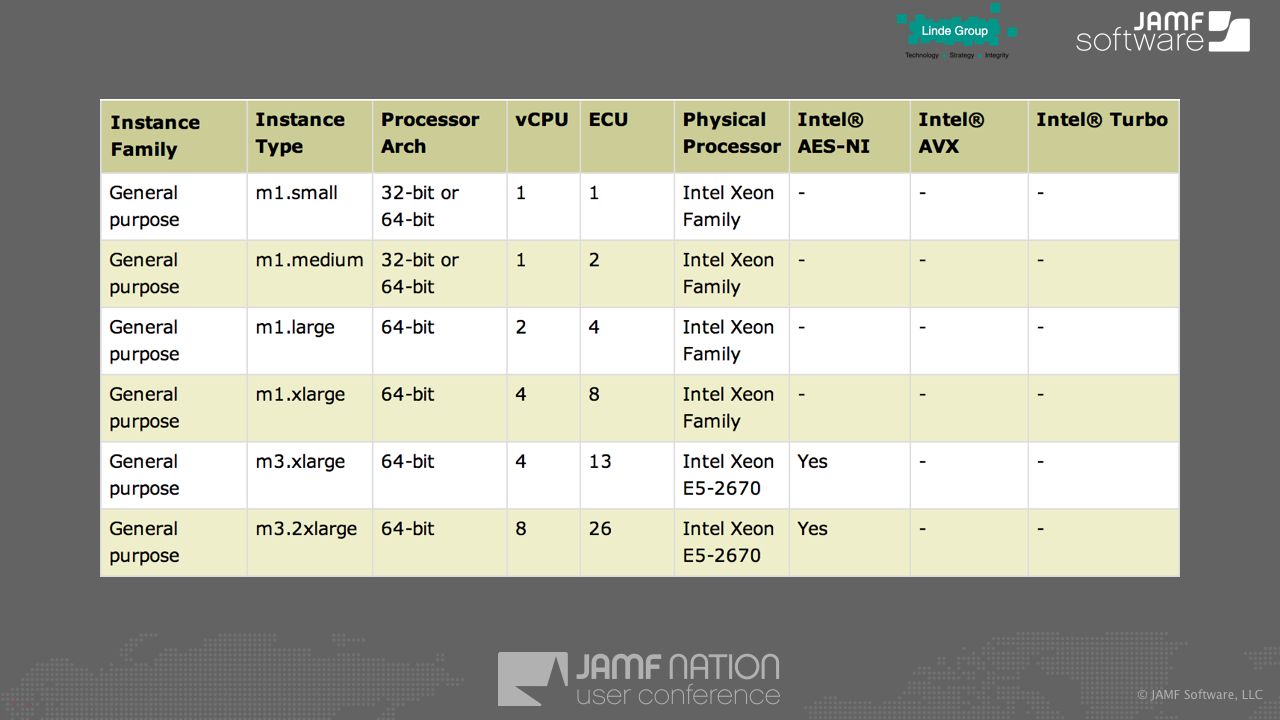 Linde Group
Technology Strategy Integrity
JAMF
software
Instance Family Instance Type Processor Arch vCPU ECU Physical Processor Intel® AES-NI Intel® AVX Intel® Turbo
General purpose m1.small 32-bit or 64-bit 1 1 Intel Xeon Family - - -
General purpose m1.medium 32-bit or 64-bit 1 2 Intel Xeon Family - - -
General purpose m1.large 64-bit 2 4 Intel Xeon Family - - -
General purpose m1.xlarge 64-bit 4 8 Intel Xeon Family - - -
General purpose m3.xlarge 64-bit 4 13 Intel Xeon E5-2670 Yes - -
General purpose m3.2xlarge 64-bit 8 26 Intel Xeon E5-2670 Yes - -
JAMF NATION
user conference
© JAMF Software, LLC